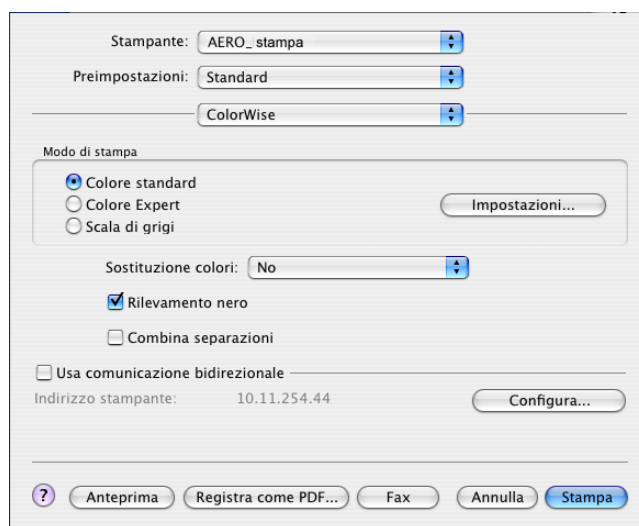 Stampante: AERO_ stampa
Preimpostazioni: Standard
ColorWise
Modo di stampa
Colore standard
Colore Expert
Impostazioni...
Scala di grigi
Sostituzione colori: No
Rilevamento nero
Combina separazioni
Usa comunicazione bidirezionale
Indirizzo stampante: 10.11.254.44
Configura...
? Anteprima Registra come PDF... Fax Annulla Stampa